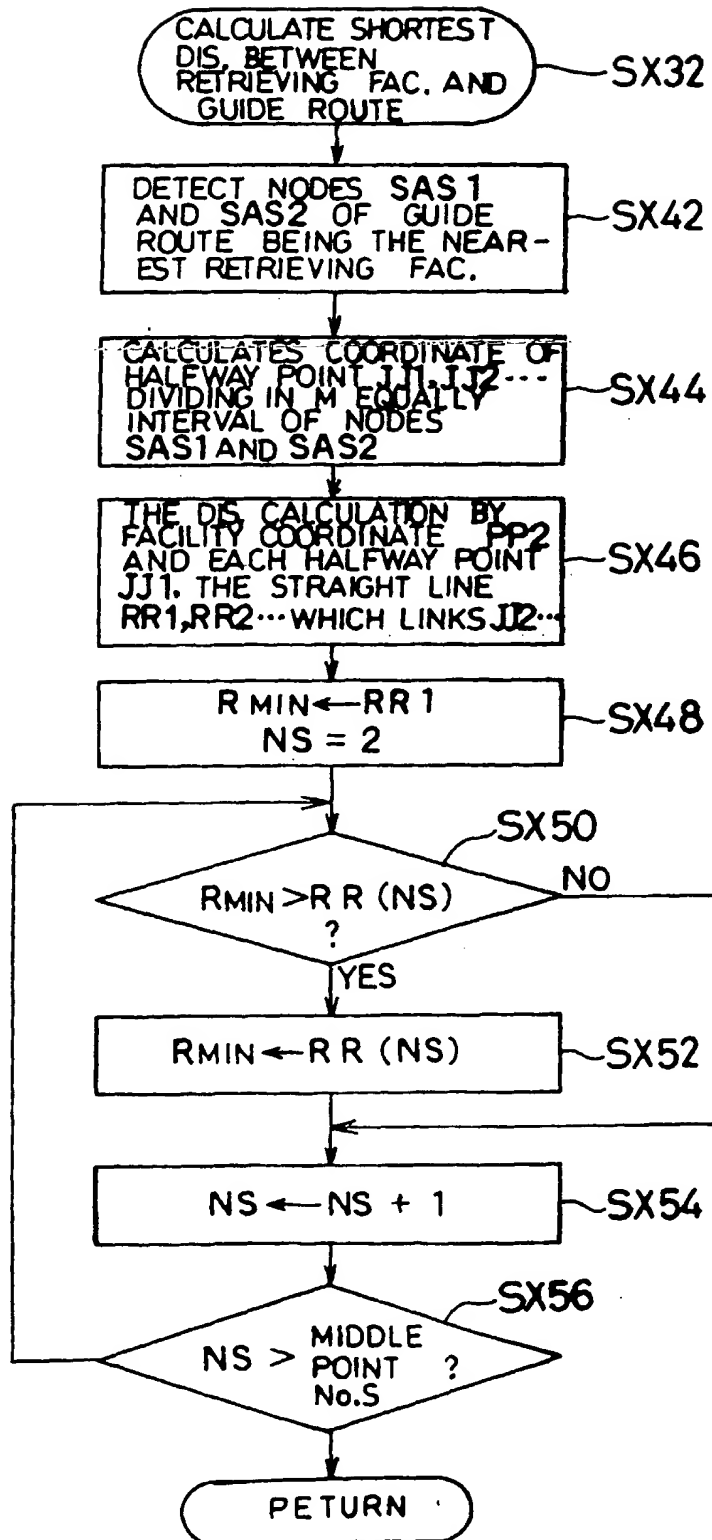 CALCULATE SHORTEST
DIS. BETWEEN
RETRIEVING FAC. AND
GUIDE ROUTE
SX32
DETECT NODES SAS1
AND SAS2 OF GUIDE
ROUTE BEING THE NEAR-
EST RETRIEVING FAC.
SX42
CALCULATES COORDINATE OF
HALFWAY POINT JJ1, JJ2 ···
DIVIDING IN M EQUALLY
INTERVAL OF NODES
SAS1 AND SAS2
SX44
THE DIS. CALCULATION BY
FACILITY COORDINATE PP2
AND EACH HALFWAY POINT
JJ1. THE STRAIGHT LINE
RR1,RR2··· WHICH LINKS JJ2···
SX46
RMIN ← RR1
NS = 2
SX48
SX50
RMIN > RR (NS)
?
NO
YES
RMIN ← RR (NS)
SX52
NS ← NS + 1
SX54
SX56
NS > MIDDLE
POINT ?
No.S
PETURN